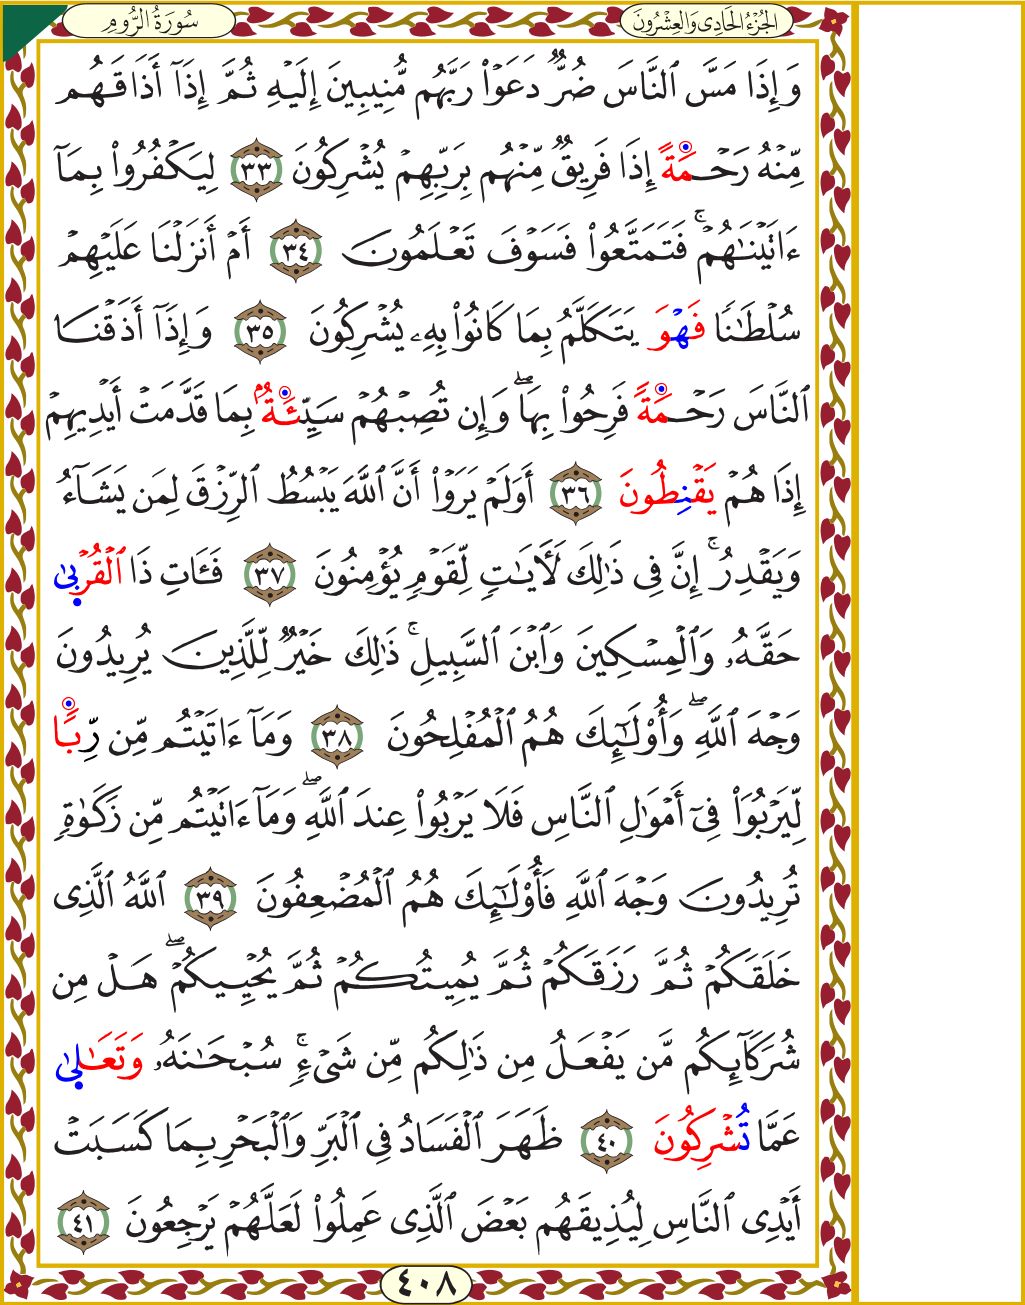 الجُزْءُ الحَادِى وَالعِشْرُونَ
سُورَةُ الرُّومِ
وَإِذَا مَسَّ ٱلنَّاسَ ضُرٌّ دَعَوْا۟ رَبَّهُم مُّنِيبِينَ إِلَيْهِ ثُمَّ إِذَآ أَذَاقَهُم
مِّنْهُ رَحْمَةً إِذَا فَرِيقٌ مِّنْهُم بِرَبِّهِمْ يُشْرِكُونَ ٣٣ لِيَكْفُرُوا۟ بِمَآ
ءَاتَيْنَـٰهُمْ ۚ فَتَمَتَّعُوا۟ فَسَوْفَ تَعْلَمُونَ ٣٤ أَمْ أَنزَلْنَا عَلَيْهِمْ
سُلْطَـٰنًا فَهْوَ يَتَكَلَّمُ بِمَا كَانُوا۟ بِهِۦ يُشْرِكُونَ ٣٥ وَإِذَآ أَذَقْنَا
ٱلنَّاسَ رَحْمَةً فَرِحُوا۟ بِهَا ۖ وَإِن تُصِبْهُمْ سَيِّئَةٌۢ بِمَا قَدَّمَتْ أَيْدِيهِمْ
إِذَا هُمْ يَقْنِطُونَ ٣٦ أَوَلَمْ يَرَوْا۟ أَنَّ ٱللَّهَ يَبْسُطُ ٱلرِّزْقَ لِمَن يَشَآءُ
وَيَقْدِرُ ۚ إِنَّ فِى ذَٰلِكَ لَـَٔايَـٰتٍ لِّقَوْمٍ يُؤْمِنُونَ ٣٧ فَـَٔاتِ ذَا ٱلْقُرْبَىٰ
حَقَّهُۥ وَٱلْمِسْكِينَ وَٱبْنَ ٱلسَّبِيلِ ۚ ذَٰلِكَ خَيْرٌ لِّلَّذِينَ يُرِيدُونَ
وَجْهَ ٱللَّهِ ۖ وَأُو۟لَـٰٓئِكَ هُمُ ٱلْمُفْلِحُونَ ٣٨ وَمَآ ءَاتَيْتُم مِّن رِّبًا
لِّيَرْبُوَا۟ فِىٓ أَمْوَٰلِ ٱلنَّاسِ فَلَا يَرْبُوا۟ عِندَ ٱللَّهِ ۖ وَمَآ ءَاتَيْتُم مِّن زَكَوٰةٍ
تُرِيدُونَ وَجْهَ ٱللَّهِ فَأُو۟لَـٰٓئِكَ هُمُ ٱلْمُضْعِفُونَ ٣٩ ٱللَّهُ ٱلَّذِى
خَلَقَكُمْ ثُمَّ رَزَقَكُمْ ثُمَّ يُمِيتُكُمْ ثُمَّ يُحْيِيكُمْ ۖ هَلْ مِن
شُرَكَآئِكُم مَّن يَفْعَلُ مِن ذَٰلِكُم مِّن شَىْءٍ ۚ سُبْحَـٰنَهُۥ وَتَعَـٰلَىٰ
عَمَّا تُشْرِكُونَ ٤٠ ظَهَرَ ٱلْفَسَادُ فِى ٱلْبَرِّ وَٱلْبَحْرِ بِمَا كَسَبَتْ
أَيْدِى ٱلنَّاسِ لِيُذِيقَهُم بَعْضَ ٱلَّذِى عَمِلُوا۟ لَعَلَّهُمْ يَرْجِعُونَ ٤١
٤٠٨